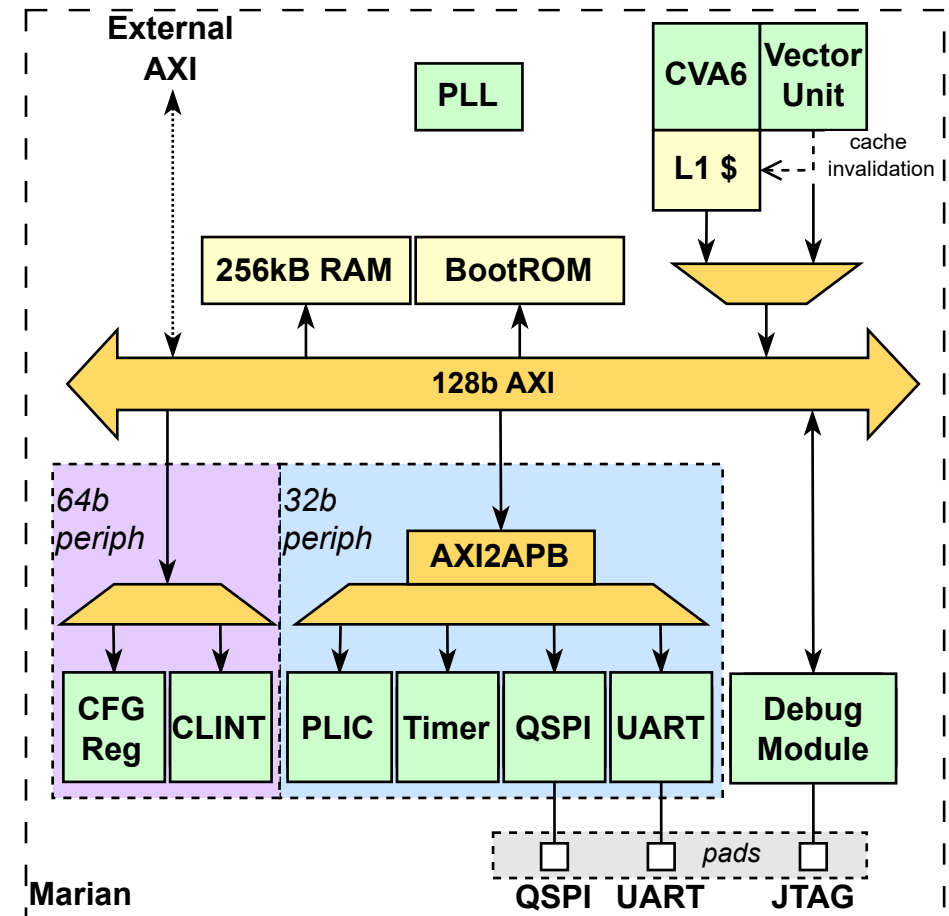 External
AXI
PLL
CVA6
Vector
Unit
L1 $
cache
invalidation
256kB RAM
BootROM
128b AXI
64b
periph
32b
periph
AXI2APB
CFG
Reg
CLINT
PLIC
Timer
QSPI
UART
Debug
Module
pads
Marian
QSPI
UART
JTAG